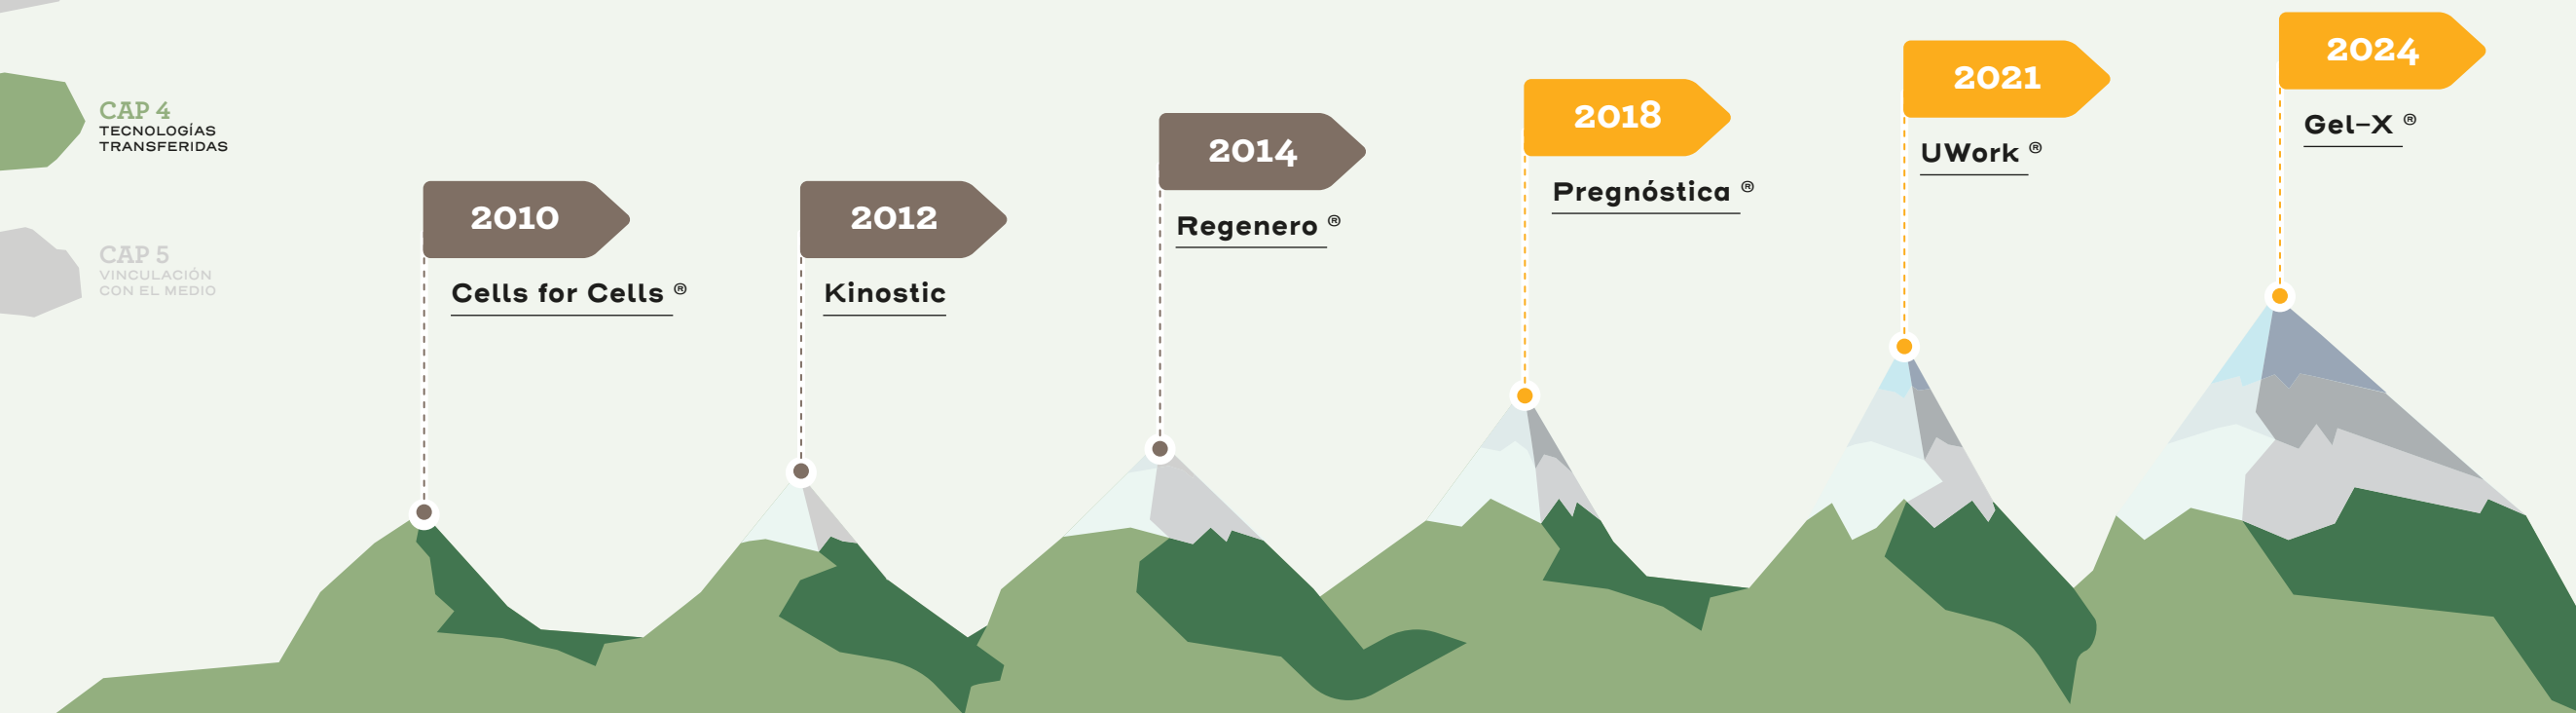 CAP 4
TECNOLOGÍAS
TRANSFERIDAS
CAP 5
VINCULACIÓN
CON EL MEDIO
2010
Cells for Cells ®
2012
Kinostic
2014
Regenero ®
2018
Pregnóstica ®
2021
UWork ®
2024
Gel-X ®